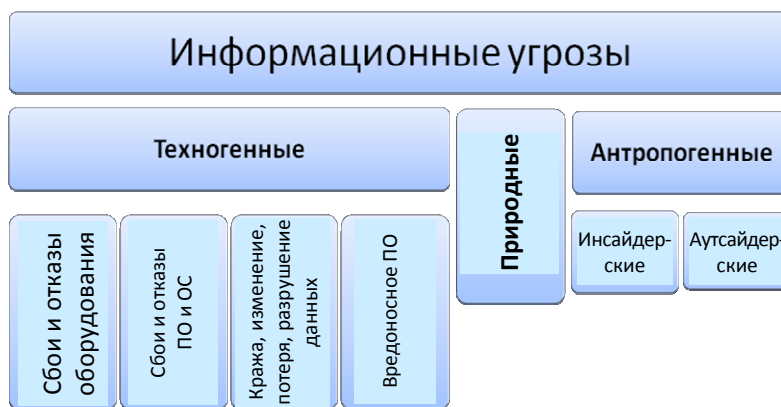 Информационные угрозы
Техногенные
Природные
Антропогенные
Сбои и отказы
оборудования
Сбои и отказы
ПО и ОС
Кража, изменение,
потеря, разрушение
данных
Вредоносное ПО
Инсайдер-
ские
Аутсайдер-
ские